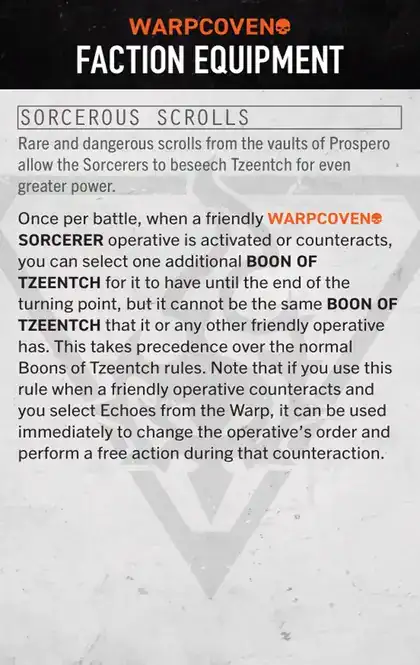 WARPCOVEN
FACTION EQUIPMENT
SORCEROUS SCROLLS
Rare and dangerous scrolls from the vaults of Prospero
allow the Sorcerers to beseech Tzeentch for even
greater power.
Once per battle, when a friendly WARPCOVEN
SORCERER operative is activated or counteracts,
you can select one additional BOON OF
TZEENTCH for it to have until the end of the
turning point, but it cannot be the same BOON OF
TZEENTCH that it or any other friendly operative
has. This takes precedence over the normal
Boons of Tzeentch rules. Note that if you use this
rule when a friendly operative counteracts and
you select Echoes from the Warp, it can be used
immediately to change the operative’s order and
perform a free action during that counteraction.